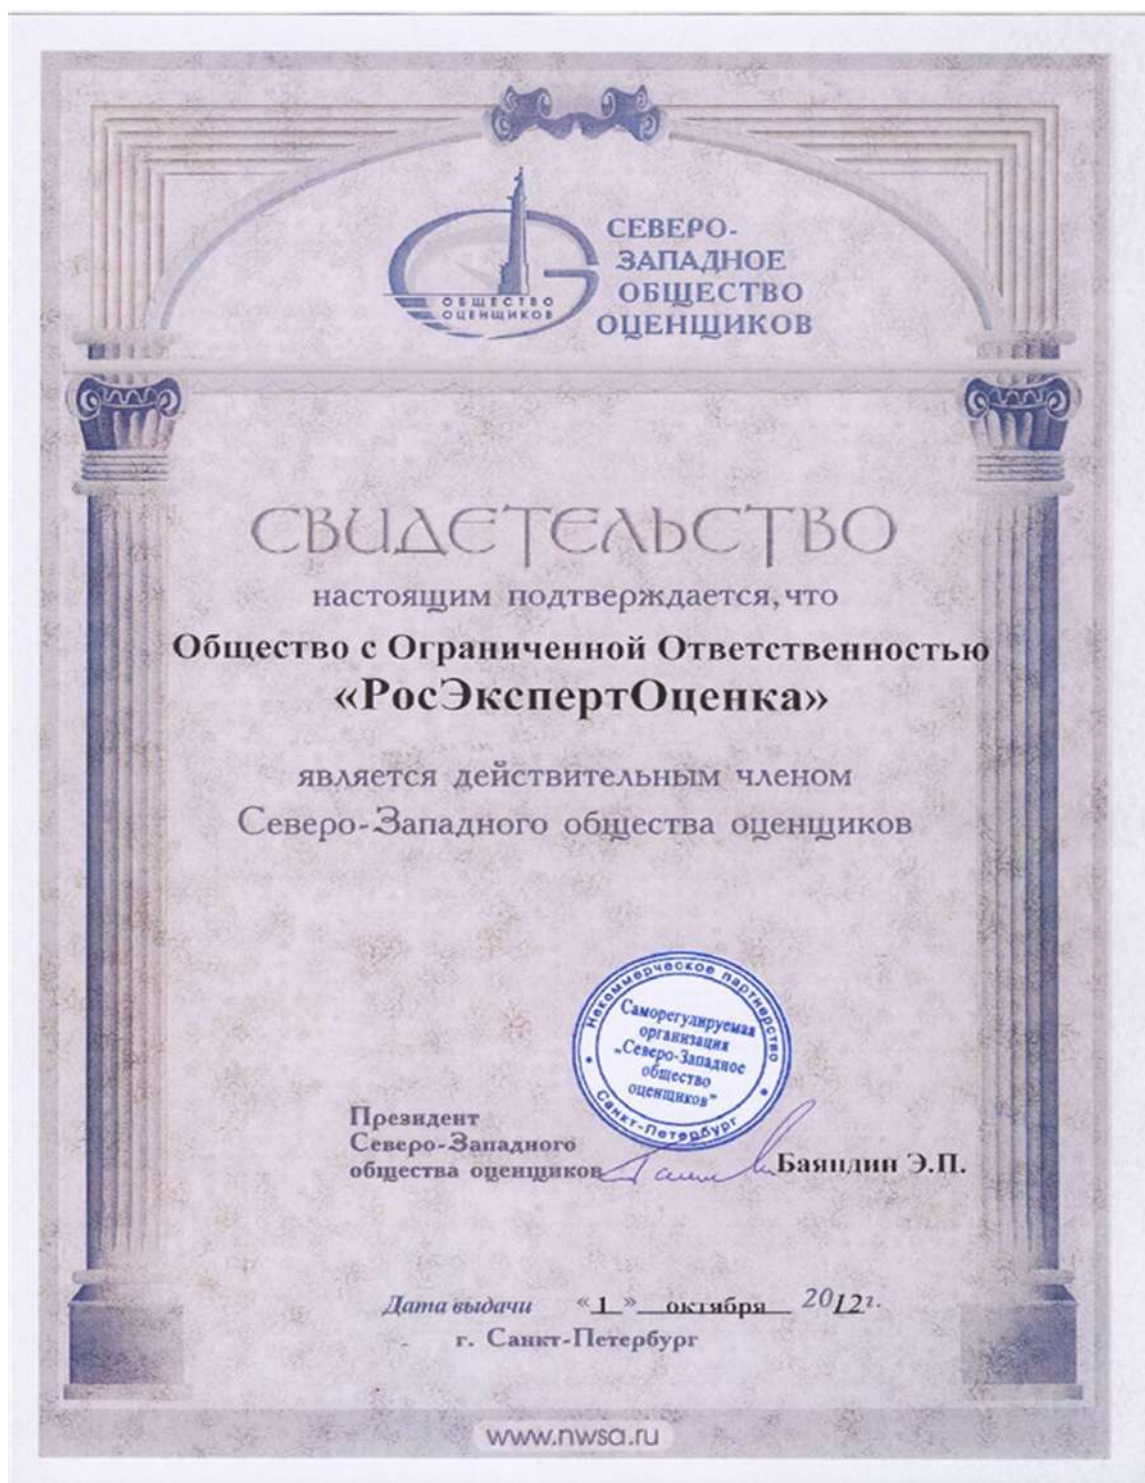 СЕВЕРО-
ЗАПАДНОЕ
ОБЩЕСТВО
ОЦЕНЩИКОВ
ОБЩЕСТВО
ОЦЕНЩИКОВ
СВИДЕТЕЛЬСТВО
настоящим подтверждается, что
Общество с Ограниченной Ответственностью
«РосЭкспертОценка»
является действительным членом
Северо-Западного общества оценщиков
Некоммерческое партнерство
Саморегулируемая
организация
„Северо-Западное
общество
оценщиков"
Санкт-Петербург
Президент
Северо-Западного
общества оценщиков
Баяндин Э.П.
Дата выдачи «1» октября 2012г.
г. Санкт-Петербург
www.nwsa.ru